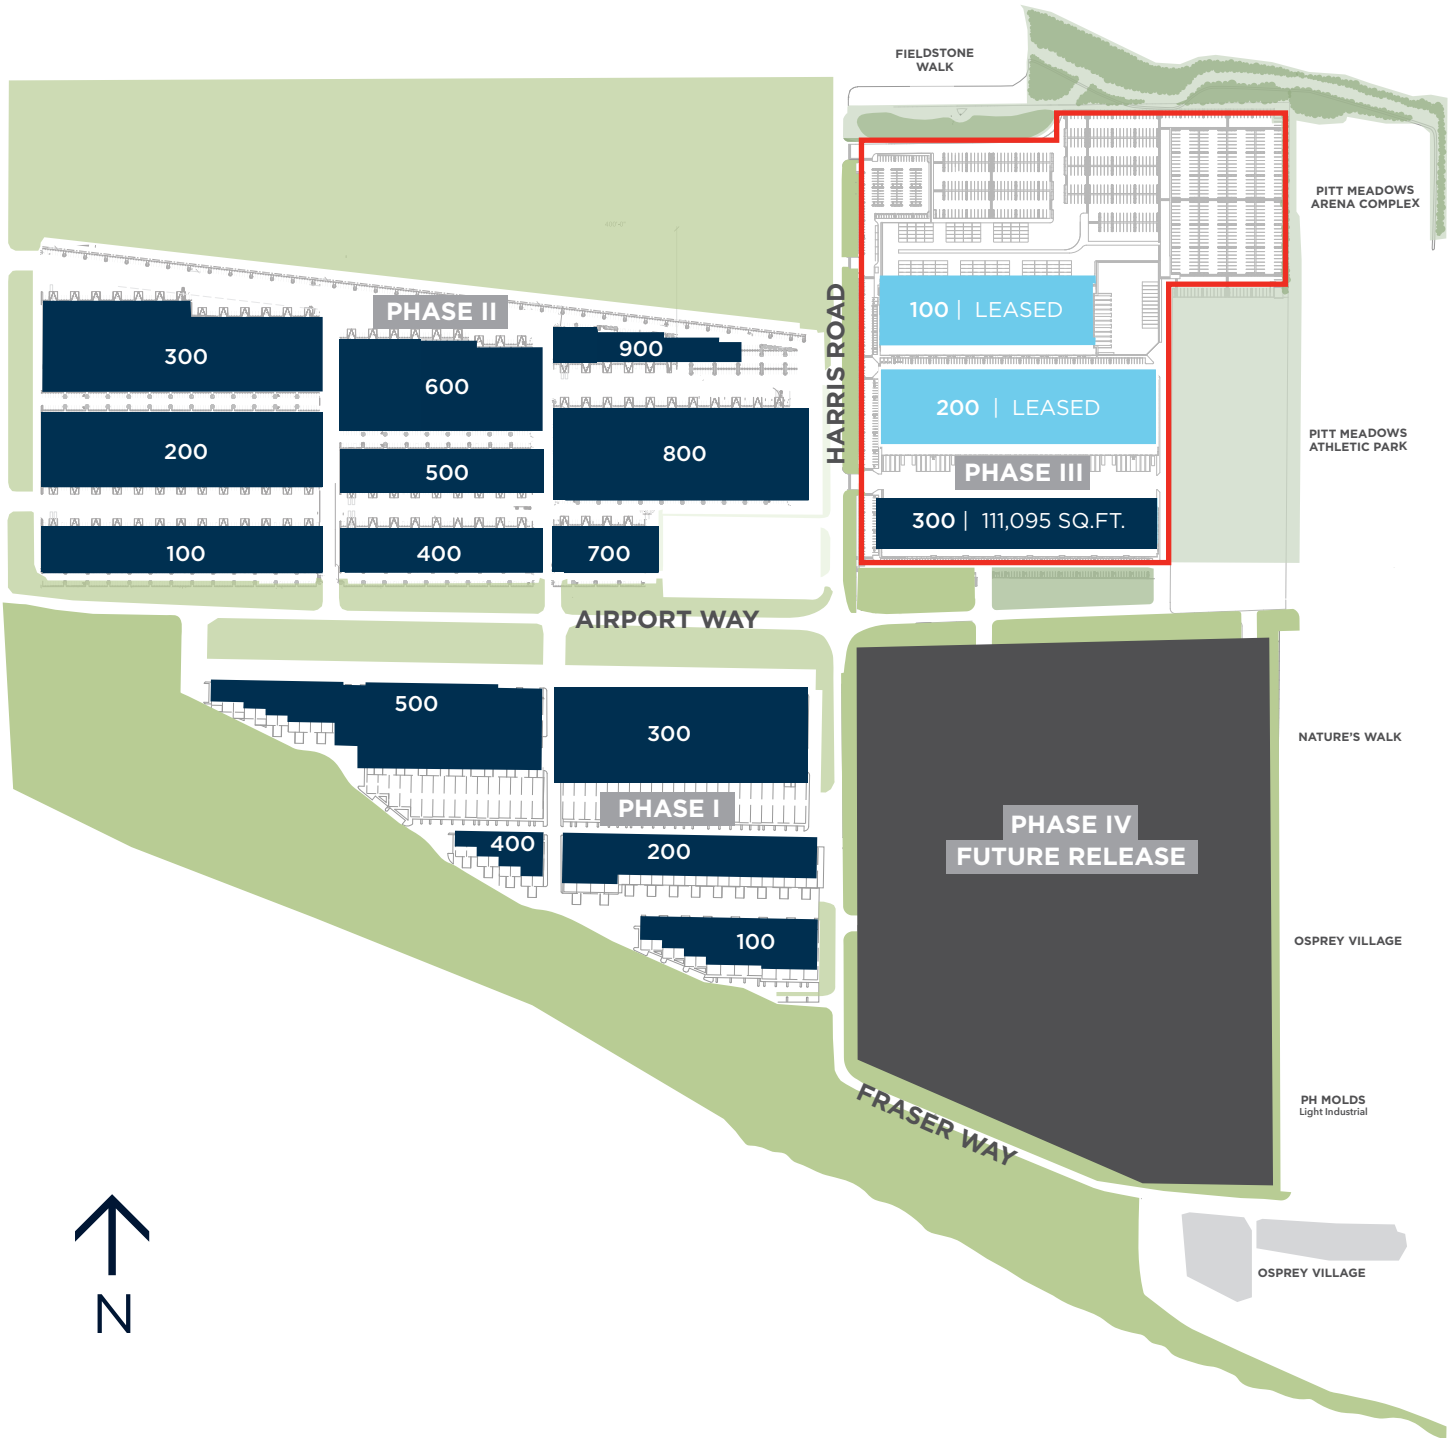 FIELDSTONE
WALK
PITT MEADOWS
ARENA COMPLEX
PHASE II
300
600
900
200
500
800
100
400
700
HARRIS ROAD
100 | LEASED
200 | LEASED
PHASE III
300 | 111,095 SQ.FT.
PITT MEADOWS
ATHLETIC PARK
AIRPORT WAY
500
300
PHASE I
400
200
100
PHASE IV
FUTURE RELEASE
NATURE'S WALK
OSPREY VILLAGE
PH MOLDS
Light Industrial
FRASER WAY
OSPREY VILLAGE
N